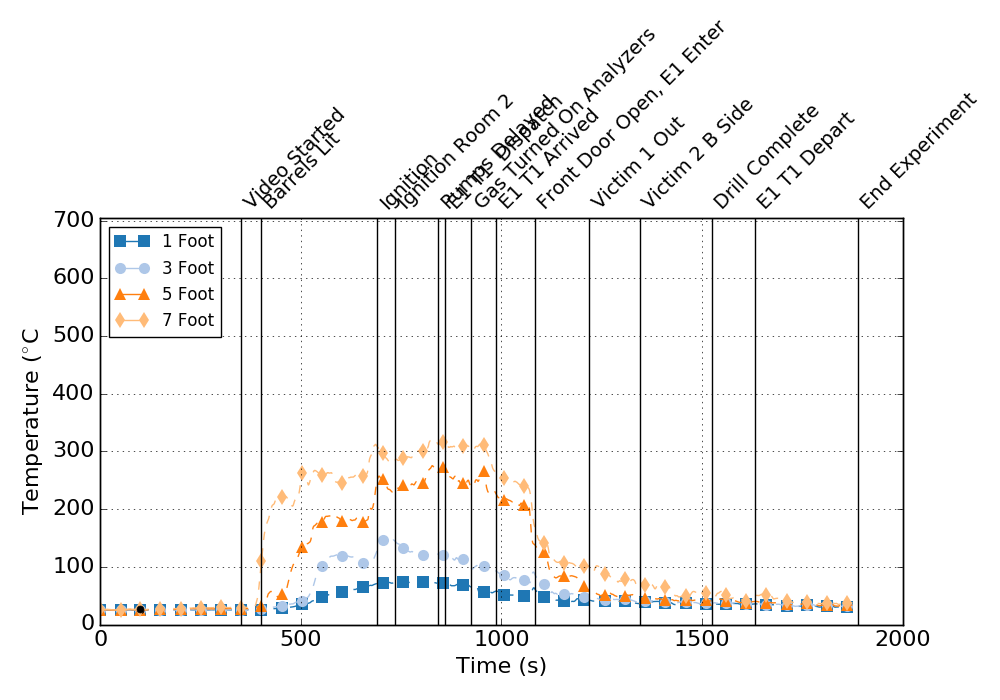 Video Started
Barrels Lit
Ignition
Ignition Room 2
Pumps Delayed
E1 T1 Dispatch
Gas Turned On Analyzers
E1 T1 Arrived
Front Door Open, E1 Enter
Victim 1 Out
Victim 2 B Side
Drill Complete
E1 T1 Depart
End Experiment
700
600
500
400
300
200
100
0
1 Foot
3 Foot
5 Foot
7 Foot
Temperature (°C
0 500 1000 1500 2000
Time (s)